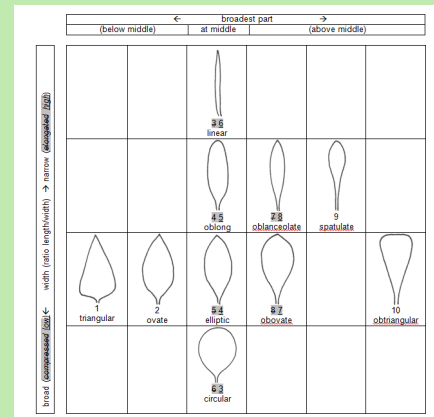 ← broadest part →
(below middle) at middle (above middle)
broad (compressed (low) ← width (ratio length/width) → narrow (elongated (high)
3 6
linear
4 5 7 8 9
oblong oblanceolate spatulate
1 2 5 4 8 7 10
triangular ovate elliptic obovate obtriangular
6 3
circular